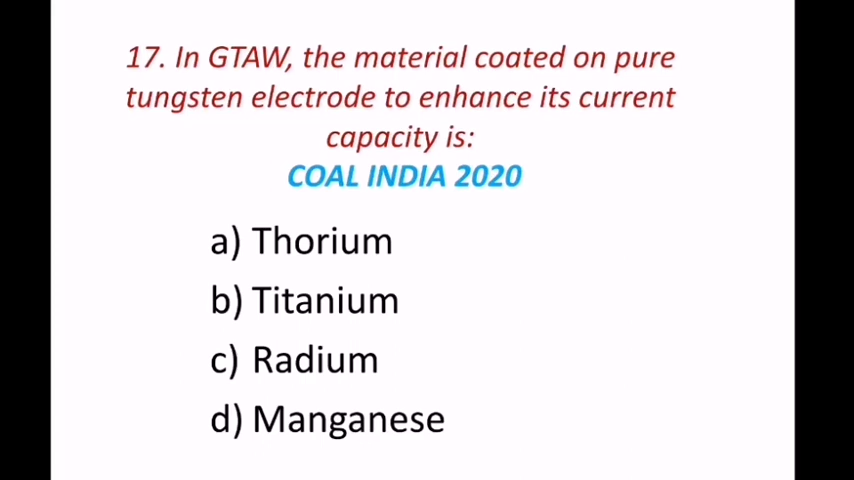 17. In GTAW, the material coated on pure
tungsten electrode to enhance its current
capacity is:
COAL INDIA 2020
a) Thorium
b) Titanium
c) Radium
d) Manganese